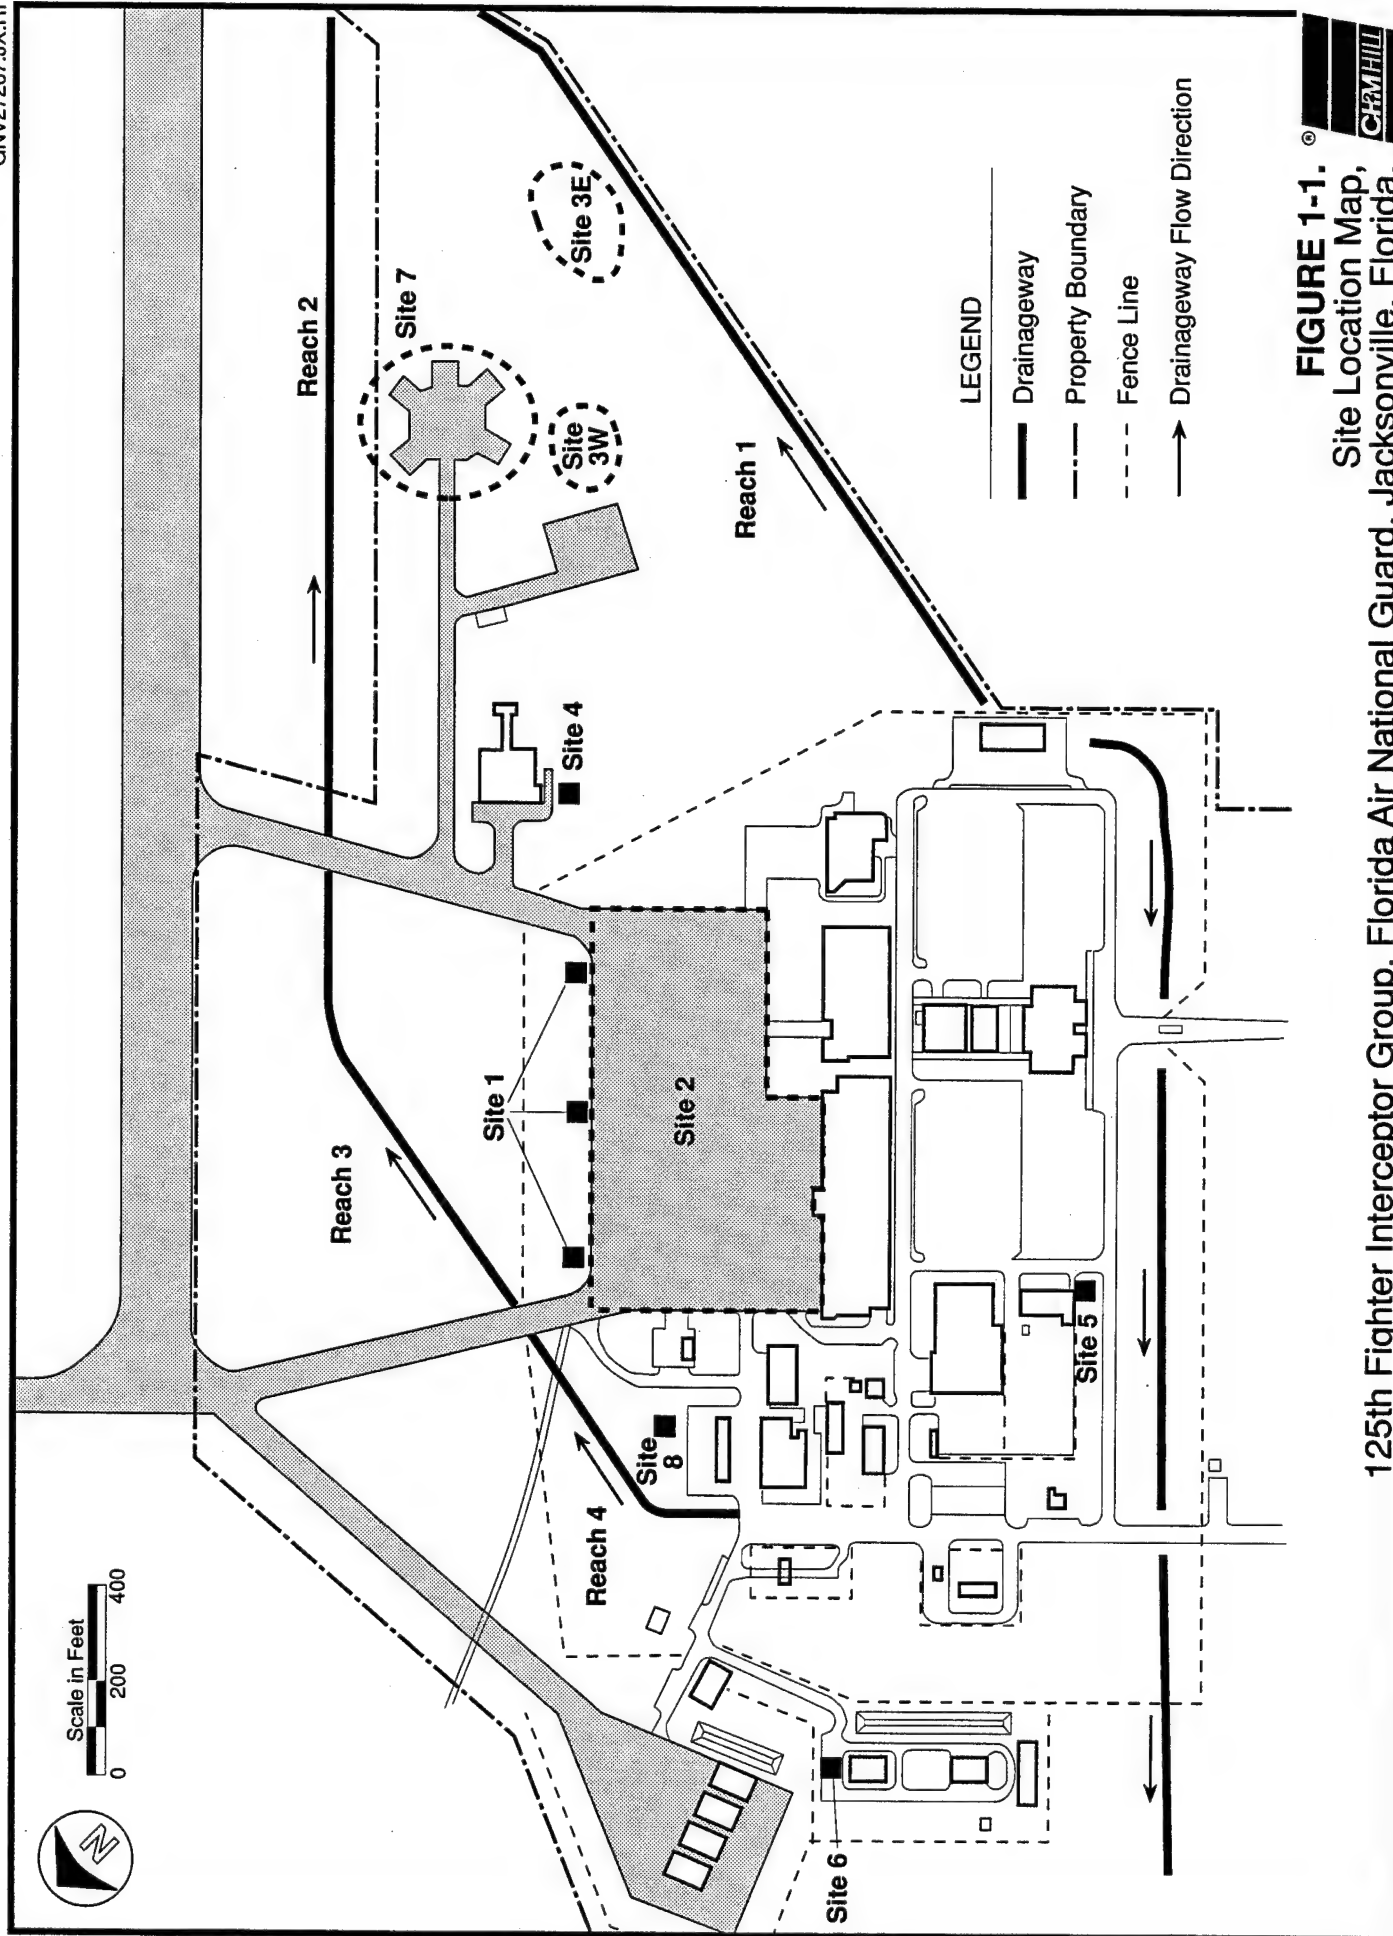 Scale in Feet
0 200 400
N
Reach 2
Site 7
Site 3E
Site
3W
Reach 1
Site 4
Reach 3
Site 1
Site 2
Reach 4
Site
8
Site 5
Site 6
LEGEND
Drainageway
Property Boundary
Fence Line
Drainageway Flow Direction
FIGURE 1-1.
Site Location Map,
125th Fighter Interceptor Group, Florida Air National Guard, Jacksonville, Florida.
®
CH2M HILL